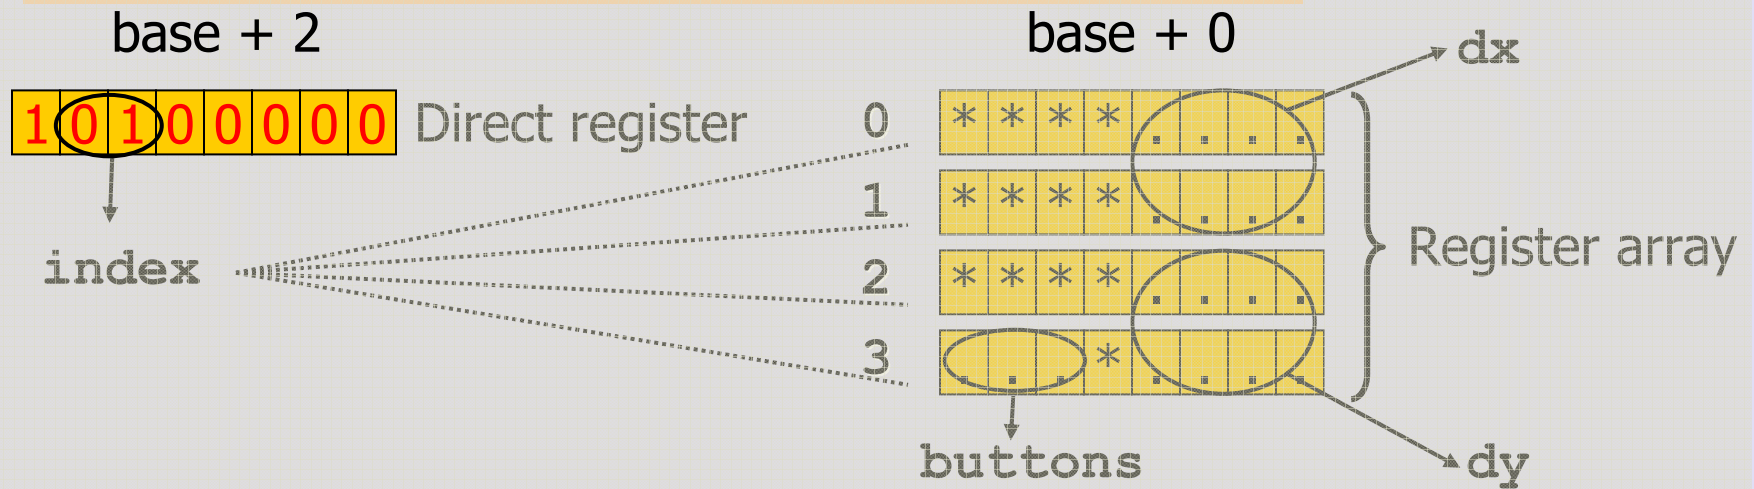 base + 2
base + 0
dx
1 0 1 0 0 0 0 0 Direct register
0 * * * * . . . .
1 * * * * . . . .
index
2 * * * * . . . .
Register array
3 . . . * . . . .
buttons
dy